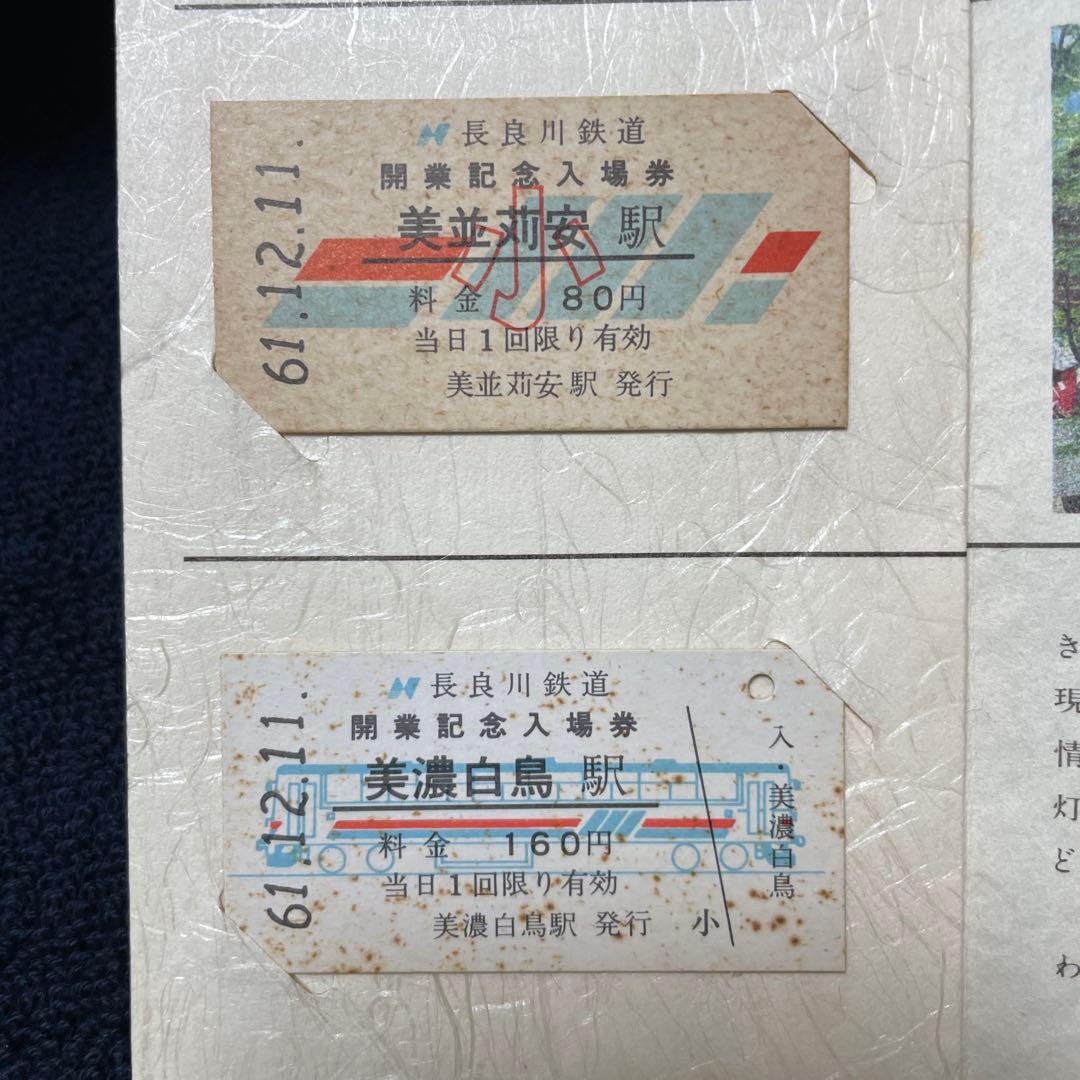 長良川鉄道
開業記念入場券
美並苅安 駅
小
料金 80円
当日1回限り有効
美並苅安駅 発行
61.12.11.
長良川鉄道
開業記念入場券
美濃白鳥 駅
料金 160円
当日1回限り有効
美濃白鳥駅 発行 小
61.12.11.
入・美濃白鳥
き
現
情
灯
ど
わ